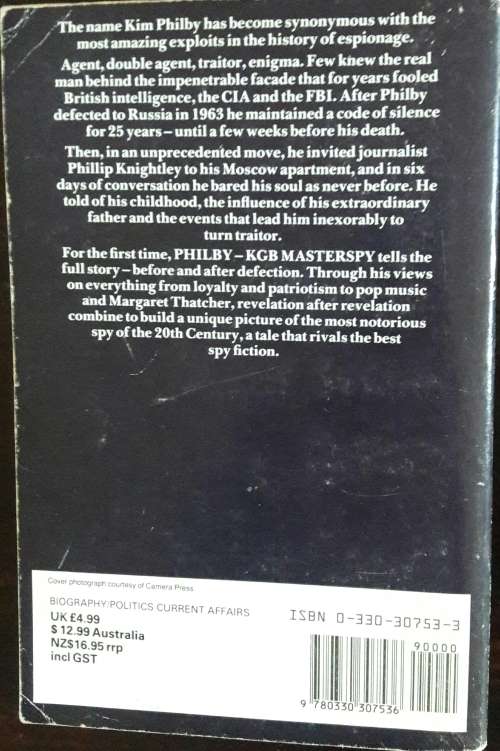 The name Kim Philby has become synonymous with the
most amazing exploits in the history of espionage.
Agent, double agent, traitor, enigma. Few knew the real
man behind the impenetrable facade that for years fooled
British intelligence, the CIA and the FBI. After Philby
defected to Russia in 1963 he maintained a code of silence
for 25 years – until a few weeks before his death.
Then, in an unprecedented move, he invited journalist
Phillip Knightley to his Moscow apartment, and in six
days of conversation he bared his soul as never before. He
told of his childhood, the influence of his extraordinary
father and the events that lead him inexorably to
turn traitor.
For the first time, PHILBY – KGB MASTERSPY tells the
full story – before and after defection. Through his views
on everything from loyalty and patriotism to pop music
and Margaret Thatcher, revelation after revelation
combine to build a unique picture of the most notorious
spy of the 20th Century, a tale that rivals the best
spy fiction.
Cover photograph courtesy of Camera Press
BIOGRAPHY/POLITICS CURRENT AFFAIRS
UK £4.99
$ 12.99 Australia
NZ$16.95 rrp
incl GST
ISBN 0-330-30753-3
90000
9 780330 307536